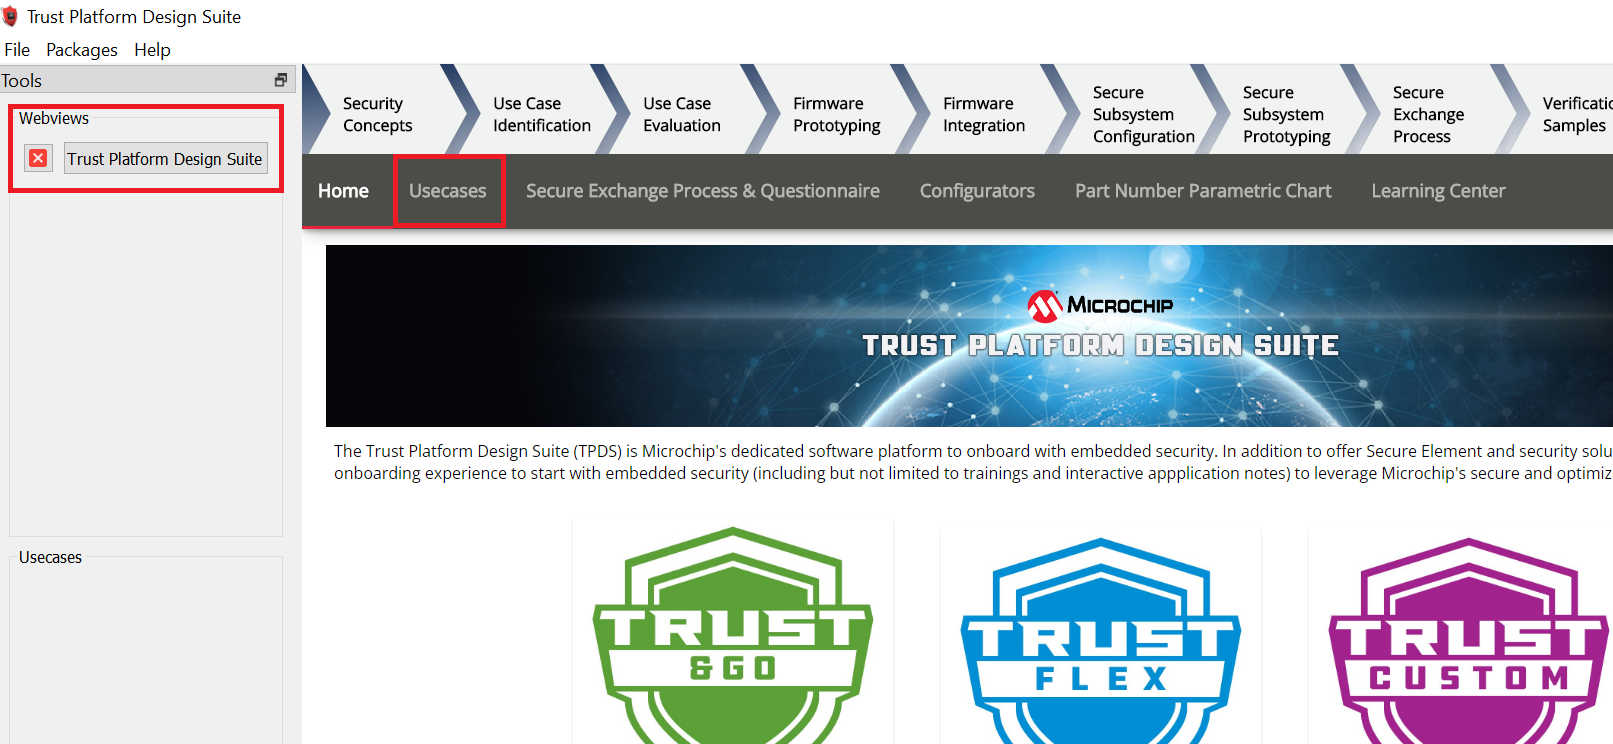 Trust Platform Design Suite
File Packages Help
Tools
Webviews
Trust Platform Design Suite
Usecases
Security
Concepts
Use Case
Identification
Use Case
Evaluation
Firmware
Prototyping
Firmware
Integration
Secure
Subsystem
Configuration
Secure
Subsystem
Prototyping
Secure
Exchange
Process
Verificatio
Samples
Home Usecases Secure Exchange Process & Questionnaire Configurators Part Number Parametric Chart Learning Center
MICROCHIP
TRUST PLATFORM DESIGN SUITE
The Trust Platform Design Suite (TPDS) is Microchip's dedicated software platform to onboard with embedded security. In addition to offer Secure Element and security solu
onboarding experience to start with embedded security (including but not limited to trainings and interactive appplication notes) to leverage Microchip's secure and optimiz
TRUST
&GO
TRUST
FLEX
TRUST
CUSTOM